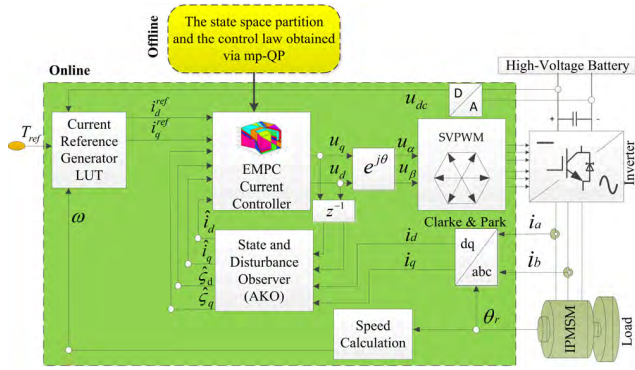 The state space partition
and the control law obtained
via mp-QP
Offline
Online
High-Voltage Battery
u_dc
D
A
+
-
T_ref
Current
Reference
Generator
LUT
i_d^ref
i_q^ref
EMPC
Current
Controller
u_q
u_d
e^{jθ}
u_α
u_β
SVPWM
z^{-1}
ω
î_d
î_q
ζ̂_d
ζ̂_q
State and
Disturbance
Observer
(AKO)
i_d
i_q
Clarke & Park
dq
abc
i_a
i_b
Inverter
θ_r
Speed
Calculation
IPMSM
Load